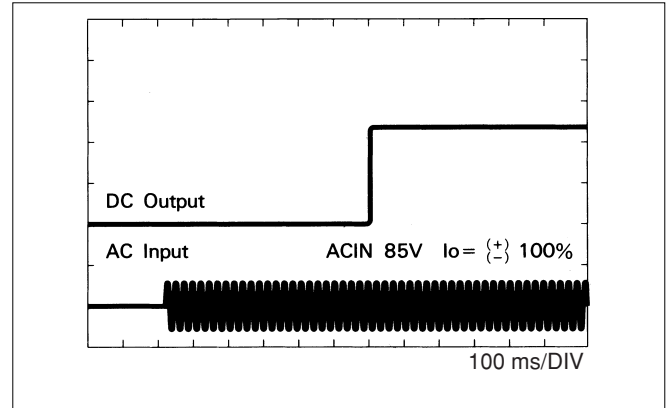 DC Output
AC Input ACIN 85V Io= {(+) (−)} 100%
100 ms/DIV